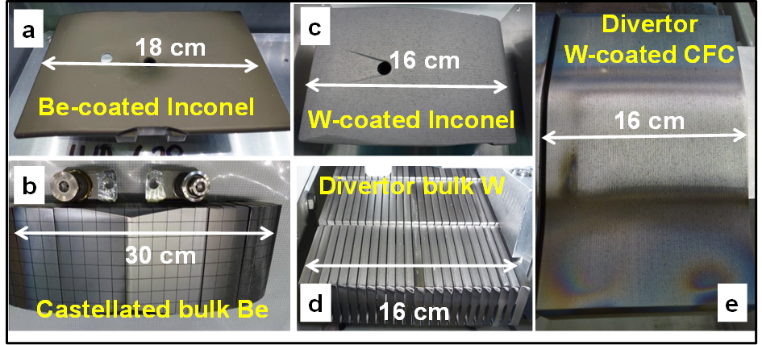 a
18 cm
Be-coated Inconel
b
30 cm
Castellated bulk Be
c
16 cm
W-coated Inconel
Divertor bulk W
d
16 cm
Divertor
W-coated CFC
16 cm
e